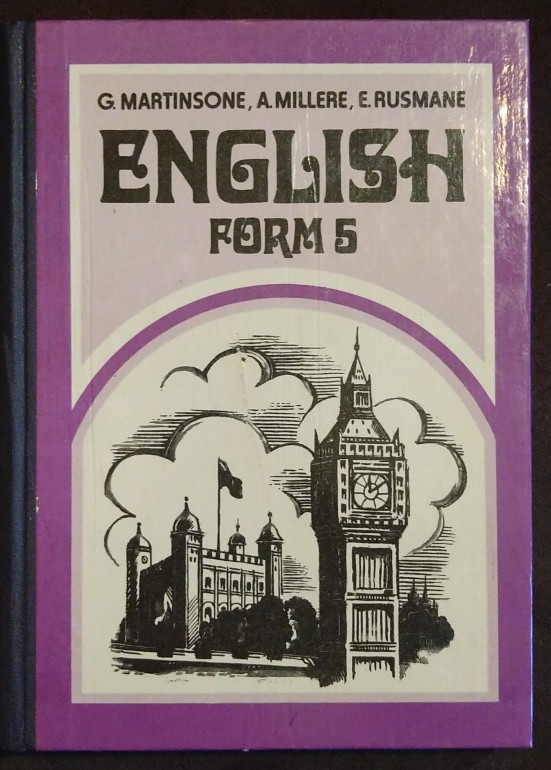 G. MARTINSONE, A. MILLERE, E. RUSMANE
ENGLISH
FORM 5